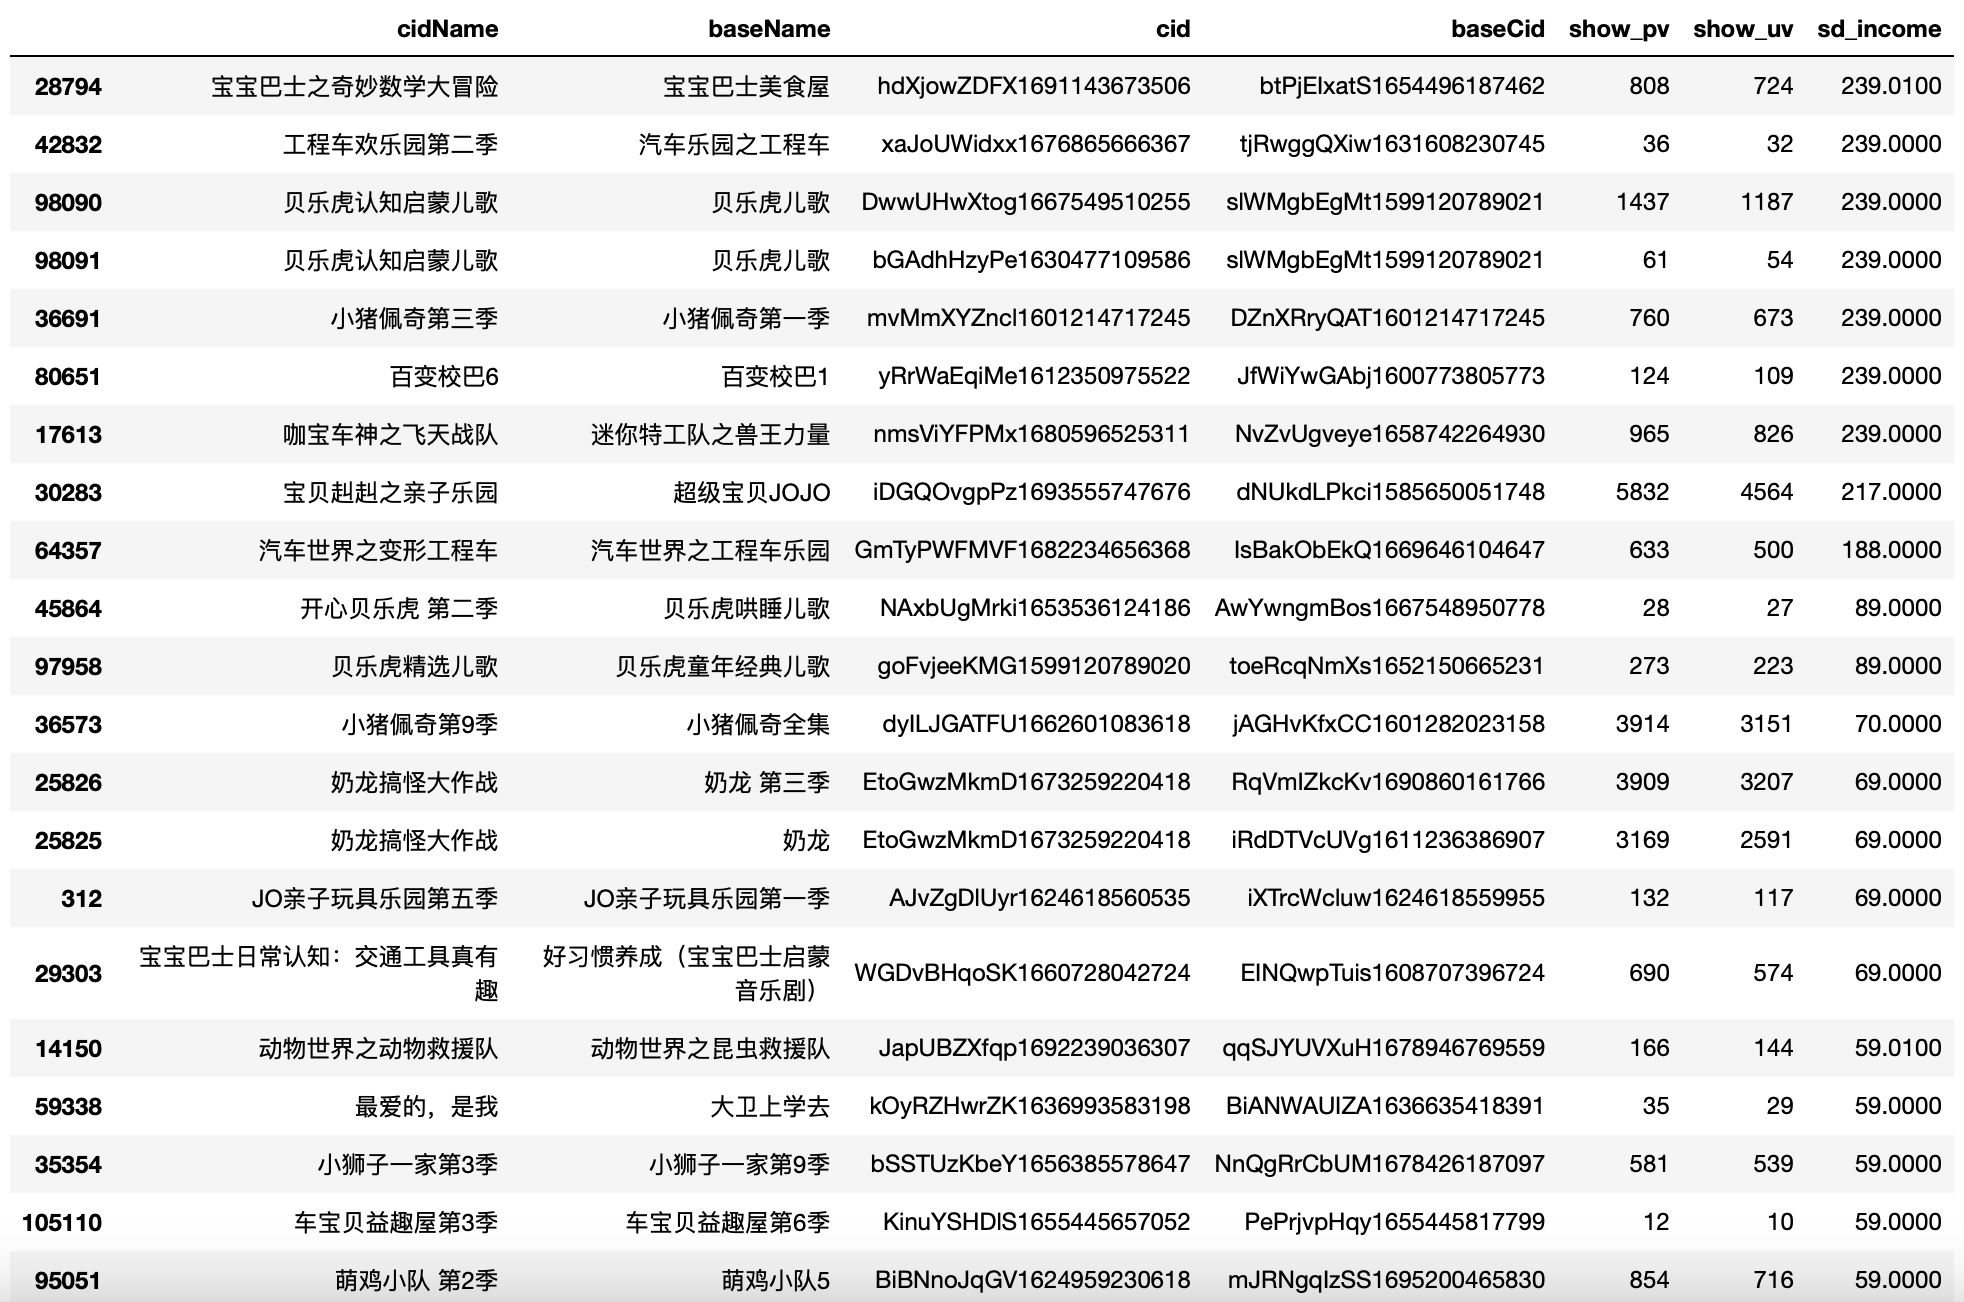 cidName baseName cid baseCid show_pv show_uv sd_income
28794 宝宝巴士之奇妙数学大冒险 宝宝巴士美食屋 hdXjowZDFX1691143673506 btPjElxatS1654496187462 808 724 239.0100
42832 工程车欢乐园第二季 汽车乐园之工程车 xaJoUWidxx1676865666367 tjRwggQXiw1631608230745 36 32 239.0000
98090 贝乐虎认知启蒙儿歌 贝乐虎儿歌 DwwUHwXtog1667549510255 slWMgbEgMt1599120789021 1437 1187 239.0000
98091 贝乐虎认知启蒙儿歌 贝乐虎儿歌 bGAdhHzyPe1630477109586 slWMgbEgMt1599120789021 61 54 239.0000
36691 小猪佩奇第三季 小猪佩奇第一季 mvMmXYZncl1601214717245 DZnXRryQAT1601214717245 760 673 239.0000
80651 百变校巴6 百变校巴1 yRrWaEqiMe1612350975522 JfWiYwGAbj1600773805773 124 109 239.0000
17613 咖宝车神之飞天战队 迷你特工队之兽王力量 nmsViYFPMx1680596525311 NvZvUgveye1658742264930 965 826 239.0000
30283 宝贝赳赳之亲子乐园 超级宝贝JOJO iDGQOvgpPz1693555747676 dNUkdLPkci1585650051748 5832 4564 217.0000
64357 汽车世界之变形工程车 汽车世界之工程车乐园 GmTyPWFMVF1682234656368 IsBakObEkQ1669646104647 633 500 188.0000
45864 开心贝乐虎 第二季 贝乐虎哄睡儿歌 NAxbUgMrki1653536124186 AwYwngmBos1667548950778 28 27 89.0000
97958 贝乐虎精选儿歌 贝乐虎童年经典儿歌 goFvjeeKMG1599120789020 toeRcqNmXs1652150665231 273 223 89.0000
36573 小猪佩奇第9季 小猪佩奇全集 dyILJGATFU1662601083618 jAGHvKfxCC1601282023158 3914 3151 70.0000
25826 奶龙搞怪大作战 奶龙 第三季 EtoGwzMkmD1673259220418 RqVmIZkcKv1690860161766 3909 3207 69.0000
25825 奶龙搞怪大作战 奶龙 EtoGwzMkmD1673259220418 iRdDTVcUVg1611236386907 3169 2591 69.0000
312 JO亲子玩具乐园第五季 JO亲子玩具乐园第一季 AJvZgDlUyr1624618560535 iXTrcWcluw1624618559955 132 117 69.0000
29303 宝宝巴士日常认知：交通工具真有 好习惯养成（宝宝巴士启蒙 WGDvBHqoSK1660728042724 EINQwpTuis1608707396724 690 574 69.0000
趣 音乐剧）
14150 动物世界之动物救援队 动物世界之昆虫救援队 JapUBZXfqp1692239036307 qqSJYUVXuH1678946769559 166 144 59.0100
59338 最爱的，是我 大卫上学去 kOyRZHwrZK1636993583198 BiANWAUIZA1636635418391 35 29 59.0000
35354 小狮子一家第3季 小狮子一家第9季 bSSTUzKbeY1656385578647 NnQgRrCbUM1678426187097 581 539 59.0000
105110 车宝贝益趣屋第3季 车宝贝益趣屋第6季 KinuYSHDlS1655445657052 PePrjvpHqy1655445817799 12 10 59.0000
95051 萌鸡小队 第2季 萌鸡小队5 BiBNnoJqGV1624959230618 mJRNgqlzSS1695200465830 854 716 59.0000